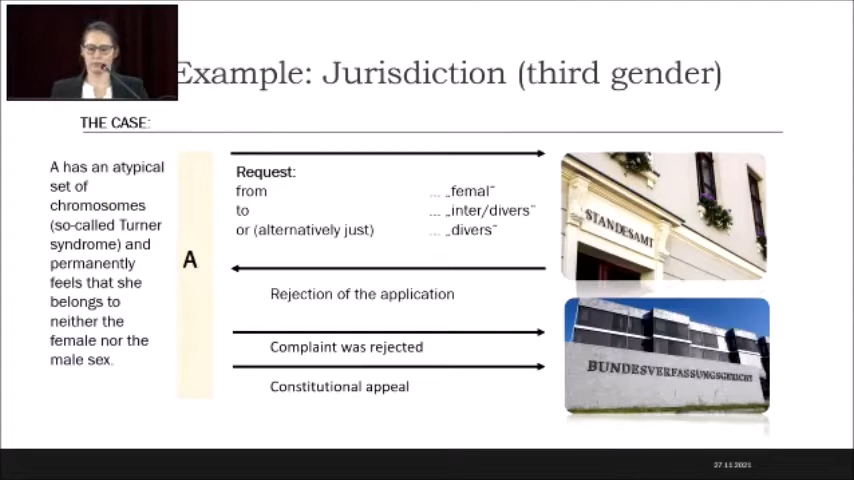 Example: Jurisdiction (third gender)
THE CASE:
A has an atypical
set of
chromosomes
(so-called Turner
syndrome) and
permanently
feels that she
belongs to
neither the
female nor the
male sex.
A
Request:
from ... „femal“
to ... „inter/divers“
or (alternatively just) ... „divers“
Rejection of the application
Complaint was rejected
Constitutional appeal
STANDESAMT
BUNDESVERFASSUNGSGERICHT
27.11.2021